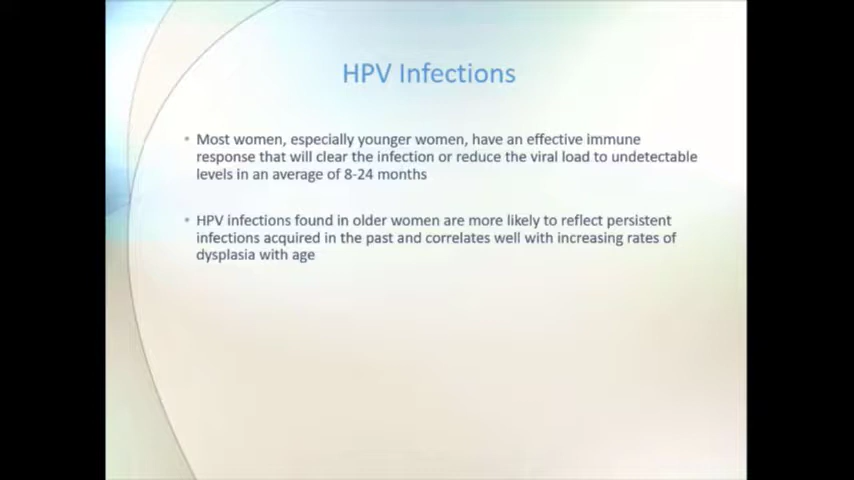 HPV Infections
• Most women, especially younger women, have an effective immune
response that will clear the infection or reduce the viral load to undetectable
levels in an average of 8-24 months
• HPV infections found in older women are more likely to reflect persistent
infections acquired in the past and correlates well with increasing rates of
dysplasia with age